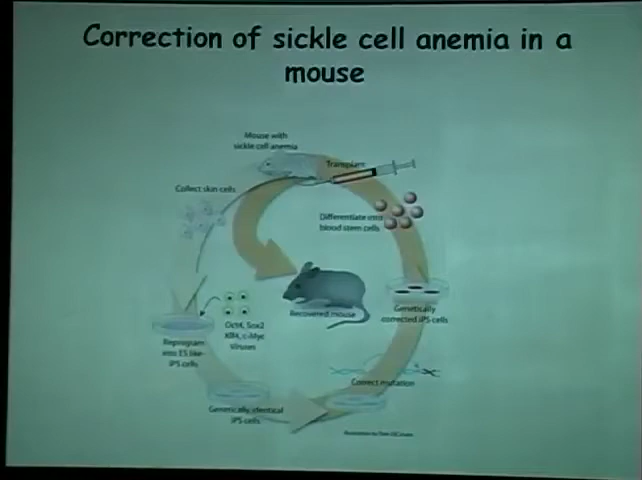 Correction of sickle cell anemia in a
mouse
Mouse with
sickle cell anemia
Transplant
Collect skin cells
Differentiate into
blood stem cells
Recovered mouse
Genetically
corrected iPS cells
Oct4, Sox2
Klf4, c-Myc
viruses
Reprogram
into ES like-
iPS cells
Correct mutation
Genetically identical
iPS cells